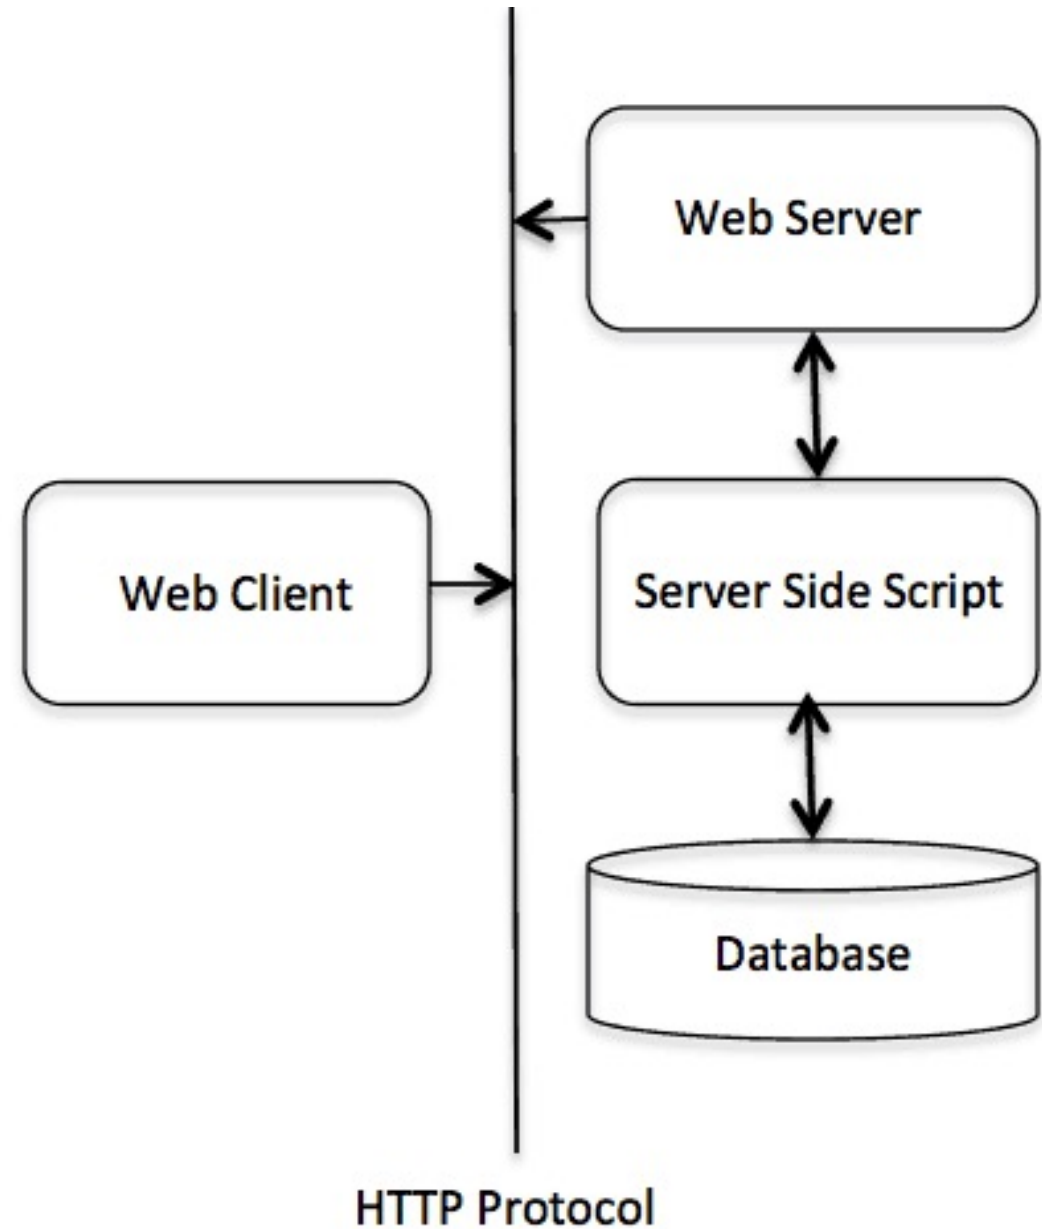 Web Server
Web Client
Server Side Script
Database
HTTP Protocol